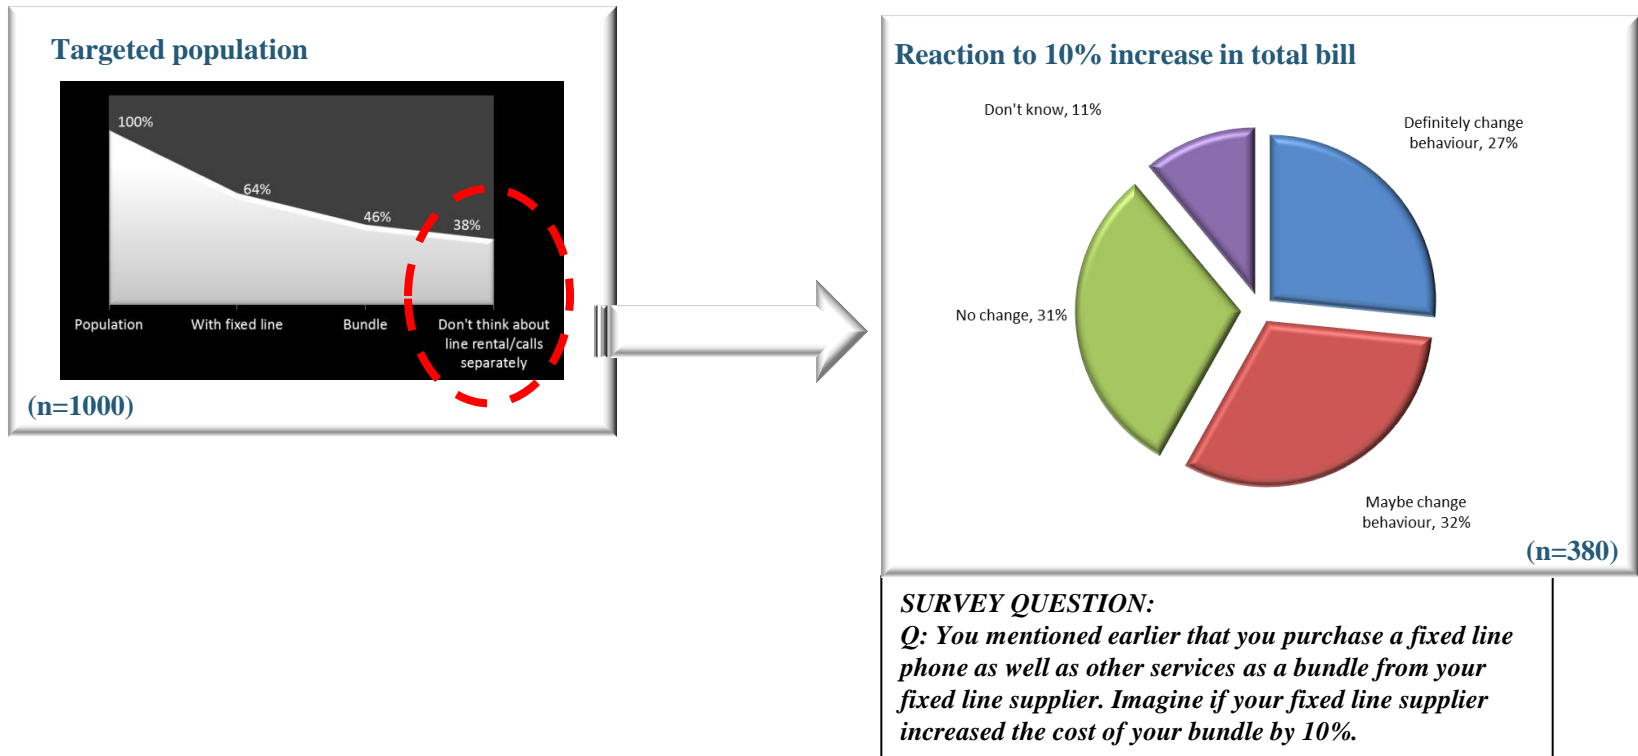 Targeted population
100%
64%
46%
38%
Population
With fixed line
Bundle
Don't think about
line rental/calls
separately
(n=1000)
Reaction to 10% increase in total bill
Don't know, 11%
Definitely change
behaviour, 27%
No change, 31%
Maybe change
behaviour, 32%
(n=380)
SURVEY QUESTION:
Q: You mentioned earlier that you purchase a fixed line
phone as well as other services as a bundle from your
fixed line supplier. Imagine if your fixed line supplier
increased the cost of your bundle by 10%.